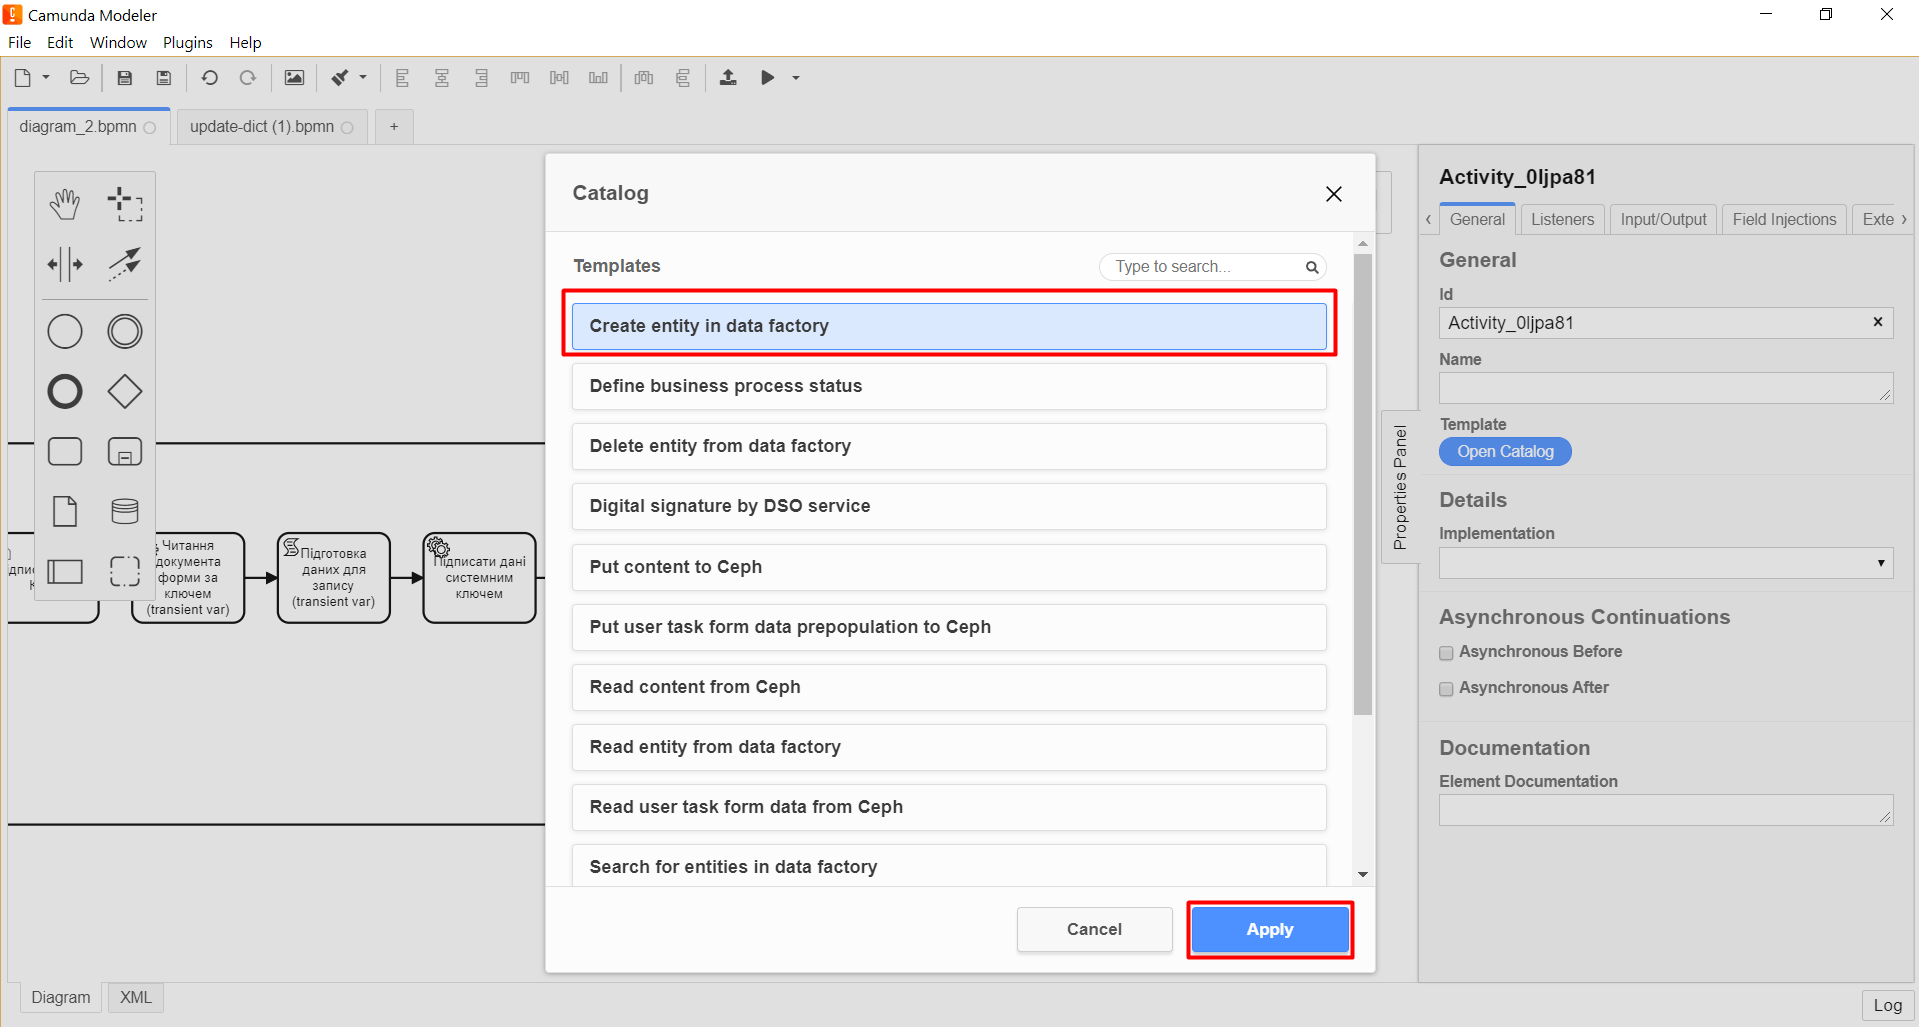 Camunda Modeler
File Edit Window Plugins Help
diagram_2.bpmn
update-dict (1).bpmn
+
Читання
документа
форми за
ключем
(transient var)
Підготовка
даних для
запису
(transient var)
Підписати дані
системним
ключем
Catalog
Templates
Type to search...
Create entity in data factory
Define business process status
Delete entity from data factory
Digital signature by DSO service
Put content to Ceph
Put user task form data prepopulation to Ceph
Read content from Ceph
Read entity from data factory
Read user task form data from Ceph
Search for entities in data factory
Cancel
Apply
Properties Panel
Activity_0ljpa81
General Listeners Input/Output Field Injections Exte
General
Id
Activity_0ljpa81
Name
Template
Open Catalog
Details
Implementation
Asynchronous Continuations
Asynchronous Before
Asynchronous After
Documentation
Element Documentation
Diagram XML
Log